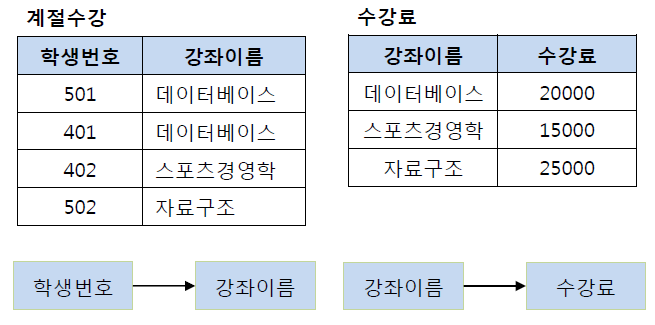 계절수강
학생번호 강좌이름
501 데이터베이스
401 데이터베이스
402 스포츠경영학
502 자료구조
수강료
강좌이름 수강료
데이터베이스 20000
스포츠경영학 15000
자료구조 25000
학생번호 강좌이름
강좌이름 수강료